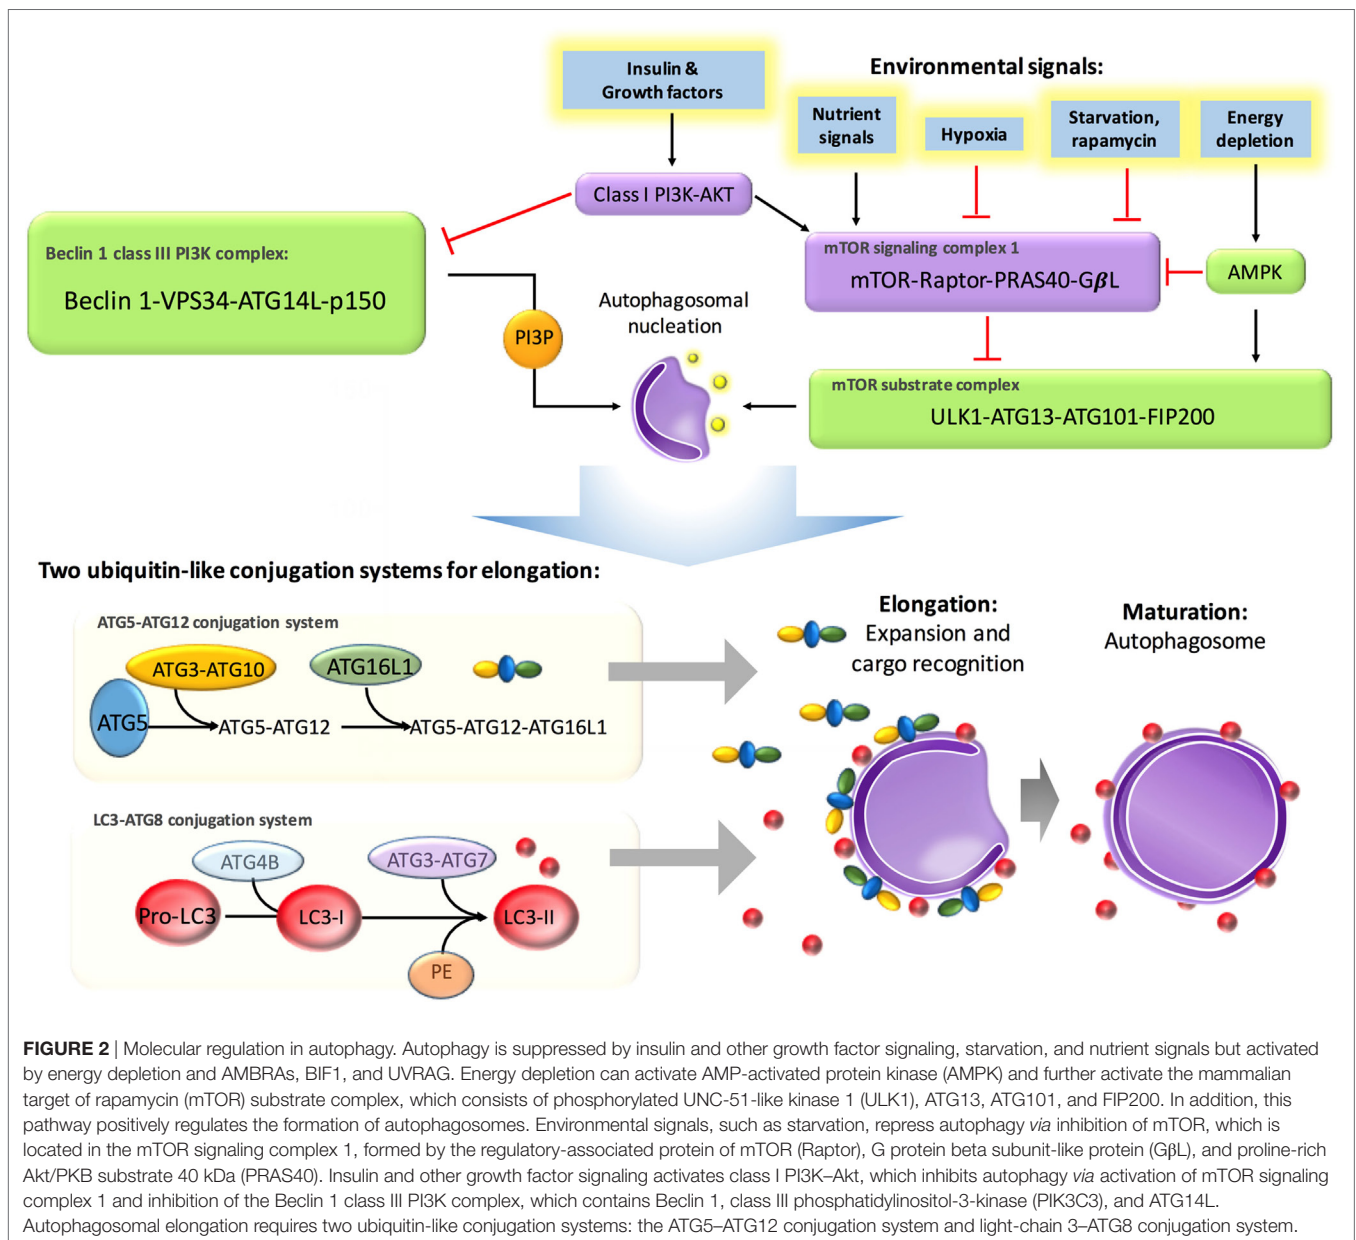 Insulin &
Growth factors
Environmental signals:
Nutrient
signals
Hypoxia
Starvation,
rapamycin
Energy
depletion
Class I PI3K-AKT
Beclin 1 class III PI3K complex:
Beclin 1-VPS34-ATG14L-p150
mTOR signaling complex 1
mTOR-Raptor-PRAS40-GβL
AMPK
PI3P
Autophagosomal
nucleation
mTOR substrate complex
ULK1-ATG13-ATG101-FIP200
Two ubiquitin-like conjugation systems for elongation:
ATG5-ATG12 conjugation system
ATG3-ATG10
ATG16L1
ATG5
ATG5-ATG12
ATG5-ATG12-ATG16L1
LC3-ATG8 conjugation system
ATG4B
ATG3-ATG7
Pro-LC3
LC3-I
LC3-II
PE
Elongation:
Expansion and
cargo recognition
Maturation:
Autophagosome
FIGURE 2 | Molecular regulation in autophagy. Autophagy is suppressed by insulin and other growth factor signaling, starvation, and nutrient signals but activated
by energy depletion and AMBRAs, BIF1, and UVRAG. Energy depletion can activate AMP-activated protein kinase (AMPK) and further activate the mammalian
target of rapamycin (mTOR) substrate complex, which consists of phosphorylated UNC-51-like kinase 1 (ULK1), ATG13, ATG101, and FIP200. In addition, this
pathway positively regulates the formation of autophagosomes. Environmental signals, such as starvation, repress autophagy via inhibition of mTOR, which is
located in the mTOR signaling complex 1, formed by the regulatory-associated protein of mTOR (Raptor), G protein beta subunit-like protein (GβL), and proline-rich
Akt/PKB substrate 40 kDa (PRAS40). Insulin and other growth factor signaling activates class I PI3K–Akt, which inhibits autophagy via activation of mTOR signaling
complex 1 and inhibition of the Beclin 1 class III PI3K complex, which contains Beclin 1, class III phosphatidylinositol-3-kinase (PIK3C3), and ATG14L.
Autophagosomal elongation requires two ubiquitin-like conjugation systems: the ATG5–ATG12 conjugation system and light-chain 3–ATG8 conjugation system.